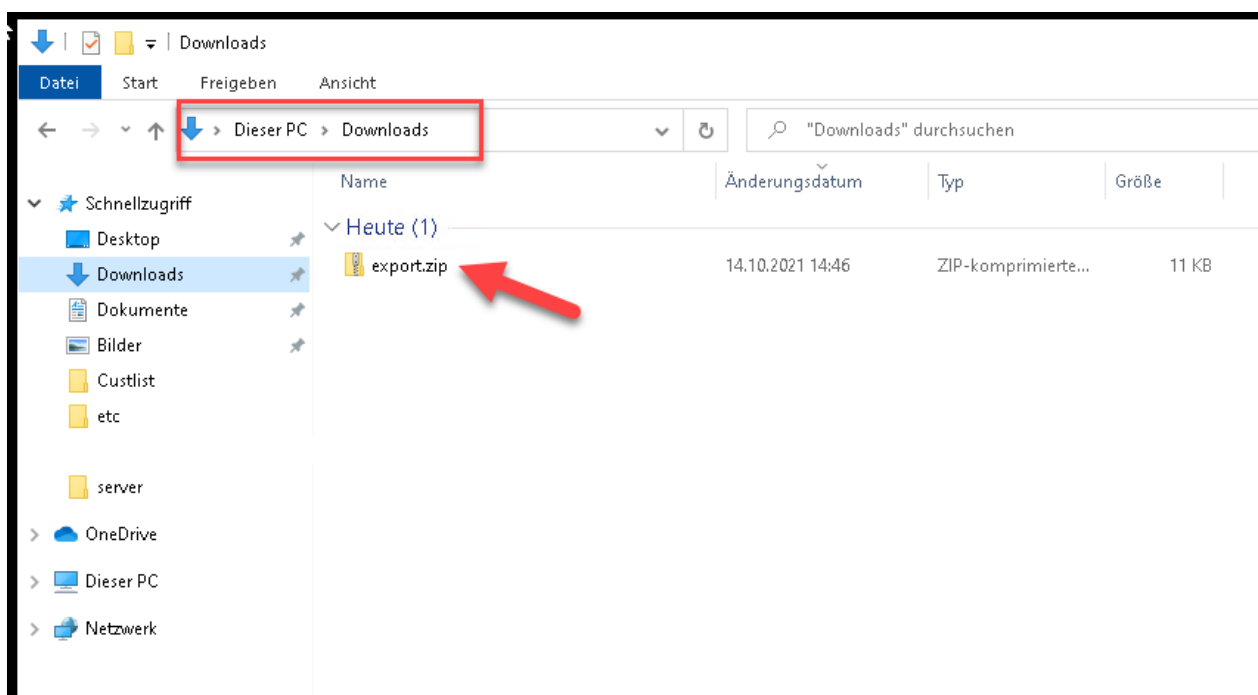 Downloads
Datei Start Freigeben Ansicht
Dieser PC Downloads "Downloads" durchsuchen
Name Änderungsdatum Typ Größe
Schnellzugriff
Heute (1)
Desktop
export.zip 14.10.2021 14:46 ZIP-komprimierte... 11 KB
Downloads
Dokumente
Bilder
Custlist
etc
server
OneDrive
Dieser PC
Netzwerk